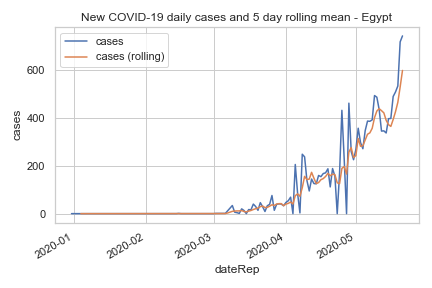 New COVID-19 daily cases and 5 day rolling mean - Egypt
cases
cases (rolling)
cases
600
400
200
0
2020-01
2020-02
2020-03
2020-04
2020-05
dateRep